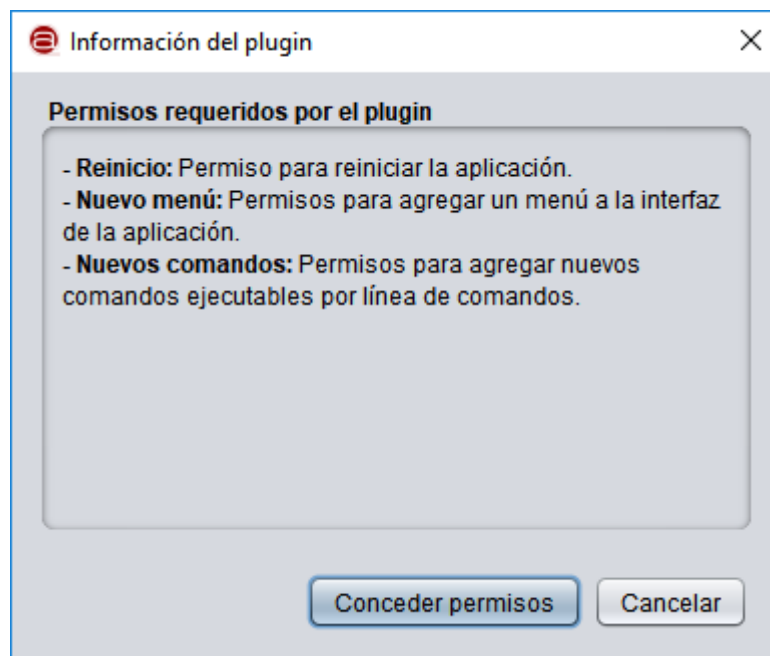 Información del plugin
Permisos requeridos por el plugin
- Reinicio: Permiso para reiniciar la aplicación.
- Nuevo menú: Permisos para agregar un menú a la interfaz
de la aplicación.
- Nuevos comandos: Permisos para agregar nuevos
comandos ejecutables por línea de comandos.
Conceder permisos Cancelar